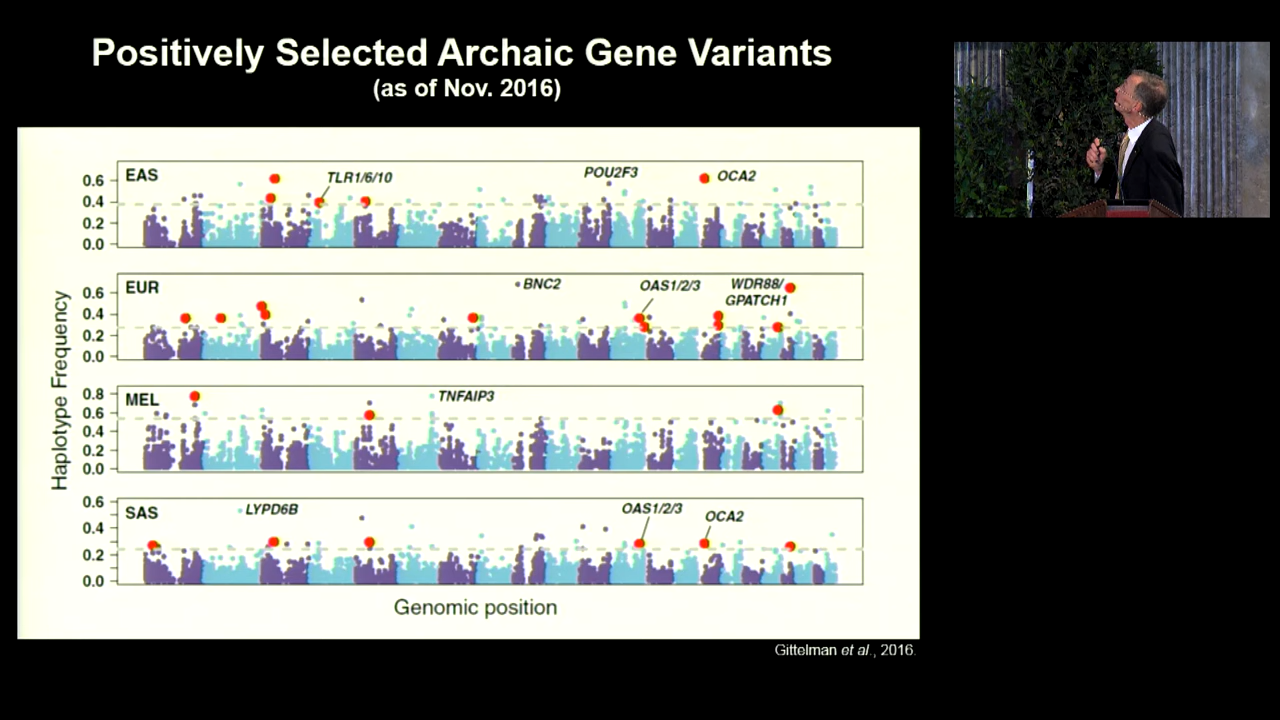 Positively Selected Archaic Gene Variants
(as of Nov. 2016)
Haplotype Frequency
EAS
0.6
0.4
0.2
0.0
TLR1/6/10
POU2F3
OCA2
EUR
0.6
0.4
0.2
0.0
BNC2
OAS1/2/3
WDR88/
GPATCH1
MEL
0.8
0.6
0.4
0.2
0.0
TNFAIP3
SAS
0.6
0.4
0.2
0.0
LYPD6B
OAS1/2/3
OCA2
Genomic position
Gittelman et al., 2016.